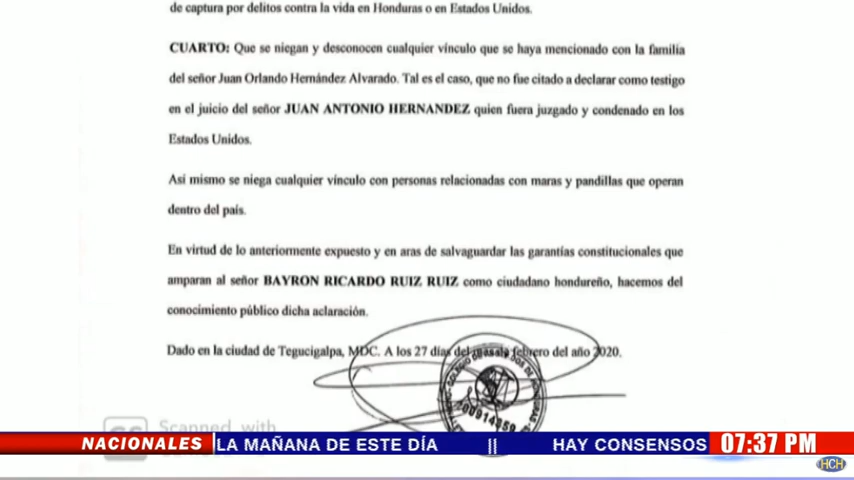 de captura por delitos contra la vida en Honduras o en Estados Unidos.
CUARTO: Que se niegan y desconocen cualquier vínculo que se haya mencionado con la familia
del señor Juan Orlando Hernández Alvarado. Tal es el caso, que no fue citado a declarar como testigo
en el juicio del señor JUAN ANTONIO HERNANDEZ quien fuera juzgado y condenado en los
Estados Unidos.
Así mismo se niega cualquier vínculo con personas relacionadas con maras y pandillas que operan
dentro del país.
En virtud de lo anteriormente expuesto y en aras de salvaguardar las garantías constitucionales que
amparan al señor BAYRON RICARDO RUIZ RUIZ como ciudadano hondureño, hacemos del
conocimiento público dicha aclaración.
Dado en la ciudad de Tegucigalpa, MDC. A los 27 días del mes de febrero del año 2020.
Scanned with
NACIONALES LA MAÑANA DE ESTE DÍA || HAY CONSENSOS 07:37 PM
HCH